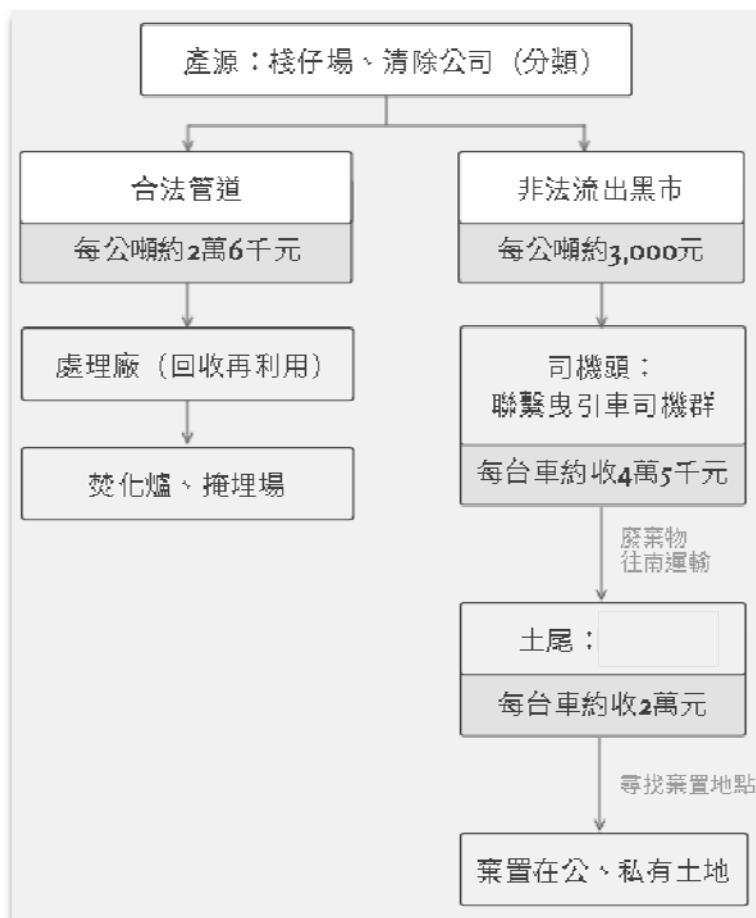 產源：棧仔場、清除公司（分類）
合法管道
每公噸約2萬6千元
處理廠（回收再利用）
焚化爐、掩埋場
非法流出黑市
每公噸約3,000元
司機頭：
聯繫曳引車司機群
每台車約收4萬5千元
廢棄物
往南運輸
土尾：
每台車約收2萬元
尋找棄置地點
棄置在公、私有土地